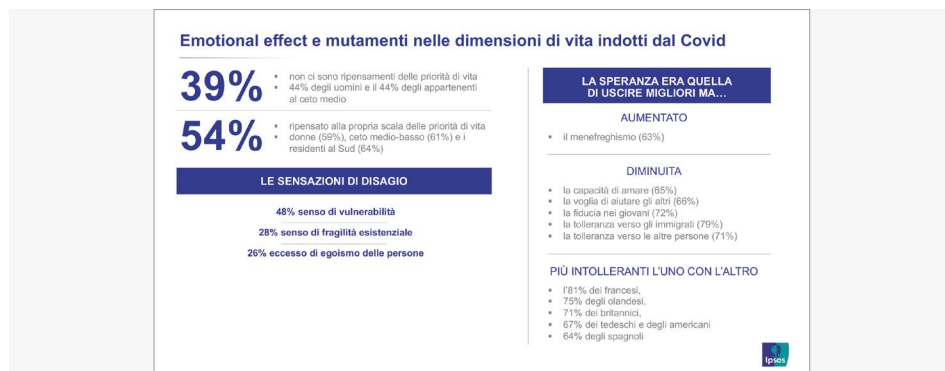 Emotional effect e mutamenti nelle dimensioni di vita indotti dal Covid
39%
▪ non ci sono ripensamenti delle priorità di vita
▪ 44% degli uomini e il 44% degli appartenenti
al ceto medio
54%
▪ ripensato alla propria scala delle priorità di vita
▪ donne (59%), ceto medio-basso (61%) e i
residenti al Sud (64%)
LE SENSAZIONI DI DISAGIO
48% senso di vulnerabilità
28% senso di fragilità esistenziale
26% eccesso di egoismo delle persone
LA SPERANZA ERA QUELLA
DI USCIRE MIGLIORI MA...
AUMENTATO
▪ il menefreghismo (63%)
DIMINUITA
▪ la capacità di amare (65%)
▪ la voglia di aiutare gli altri (66%)
▪ la fiducia nei giovani (72%)
▪ la tolleranza verso gli immigrati (79%)
▪ la tolleranza verso le altre persone (71%)
PIÙ INTOLLERANTI L'UNO CON L'ALTRO
▪ l'81% dei francesi,
▪ 75% degli olandesi,
▪ 71% dei britannici,
▪ 67% dei tedeschi e degli americani
▪ 64% degli spagnoli
Ipsos